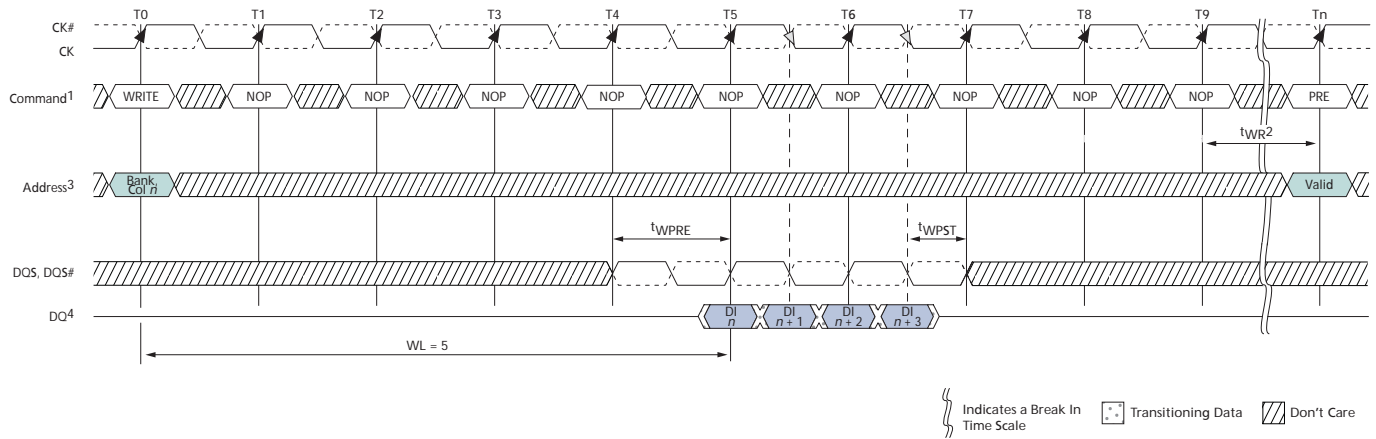 T0 T1 T2 T3 T4 T5 T6 T7 T8 T9 Tn
CK#
CK
Command1 WRITE NOP NOP NOP NOP NOP NOP NOP NOP NOP PRE
tWR2
Address3 Bank, Col n Valid
tWPRE tWPST
DQS, DQS#
DQ4 DI n DI n + 1 DI n + 2 DI n + 3
WL = 5
Indicates a Break In
Time Scale
Transitioning Data
Don't Care